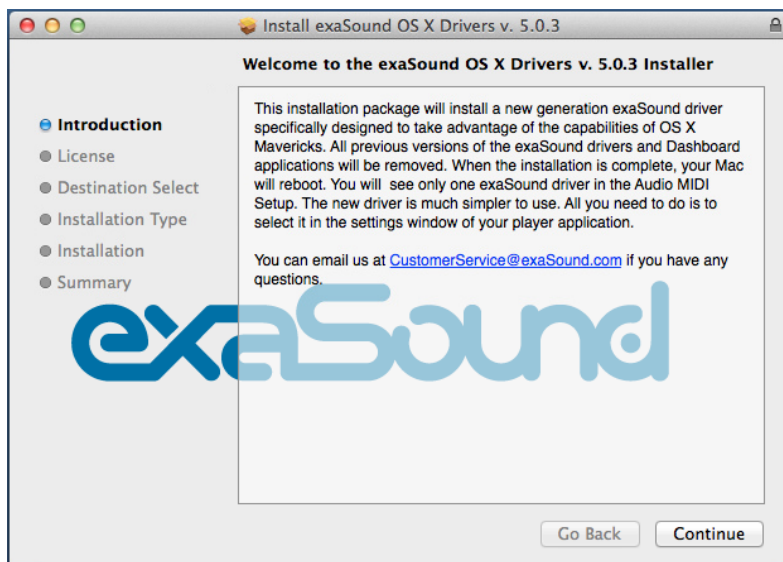 Install exaSound OS X Drivers v. 5.0.3
Welcome to the exaSound OS X Drivers v. 5.0.3 Installer
Introduction
License
Destination Select
Installation Type
Installation
Summary
This installation package will install a new generation exaSound driver
specifically designed to take advantage of the capabilities of OS X
Mavericks. All previous versions of the exaSound drivers and Dashboard
applications will be removed. When the installation is complete, your Mac
will reboot. You will  see only one exaSound driver in the Audio MIDI
Setup. The new driver is much simpler to use. All you need to do is to
select it in the settings window of your player application.
You can email us at CustomerService@exaSound.com if you have any
questions.
exaSound
Go Back
Continue